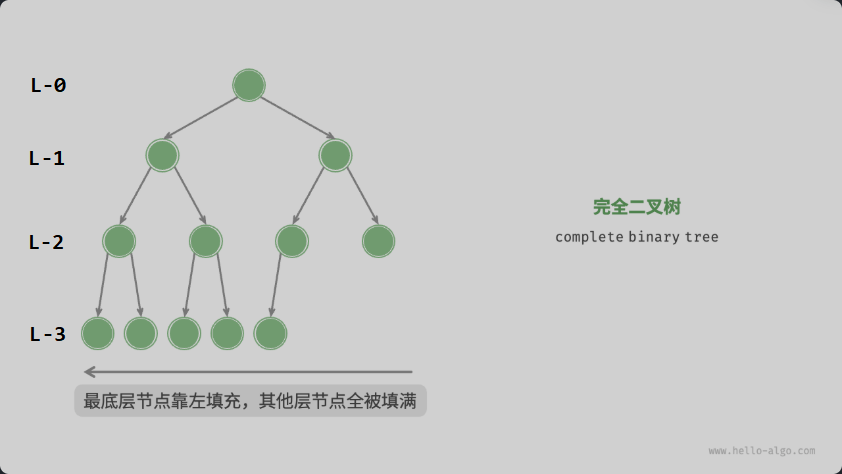 L-0
L-1
L-2
L-3
完全二叉树
complete binary tree
最底层节点靠左填充，其他层节点全被填满
www.hello-algo.com